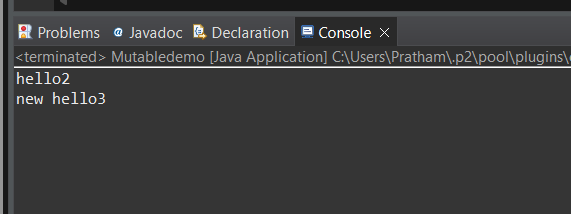 Problems @ Javadoc Declaration Console
<terminated> Mutabledemo [Java Application] C:\Users\Pratham\.p2\pool\plugins\
hello2
new hello3